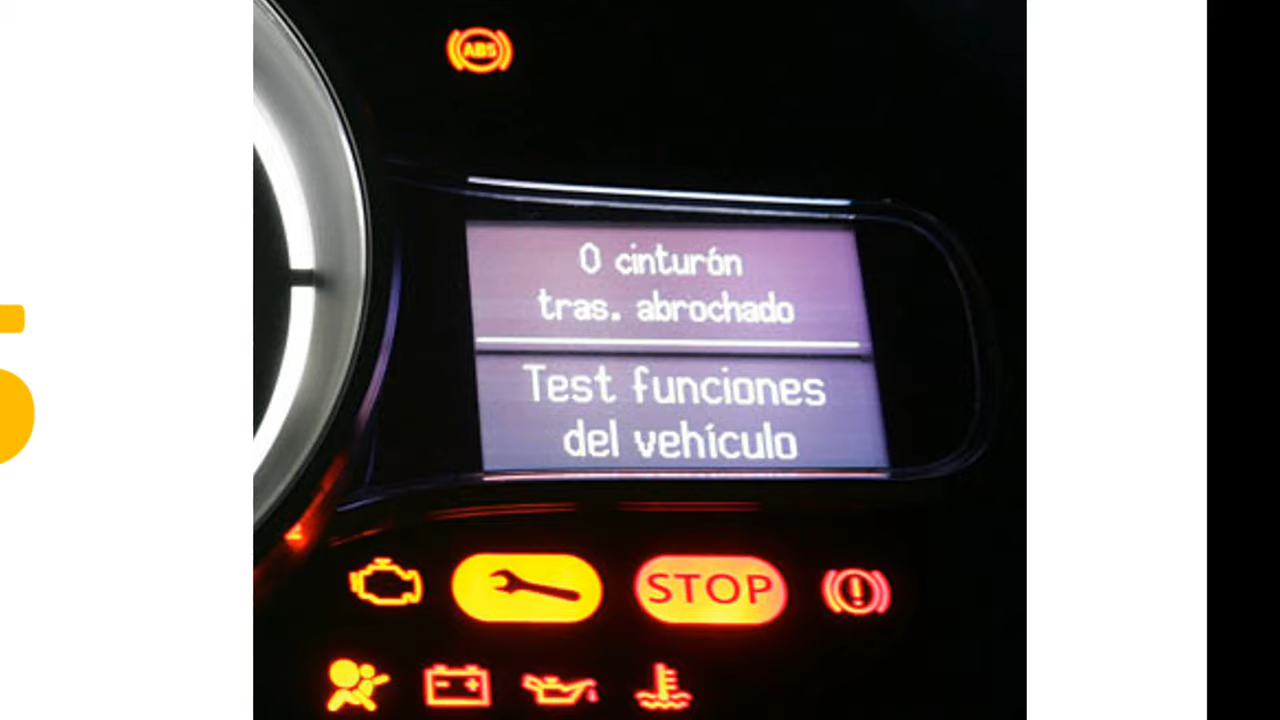 ABS
0 cinturón
tras. abrochado
Test funciones
del vehículo
STOP